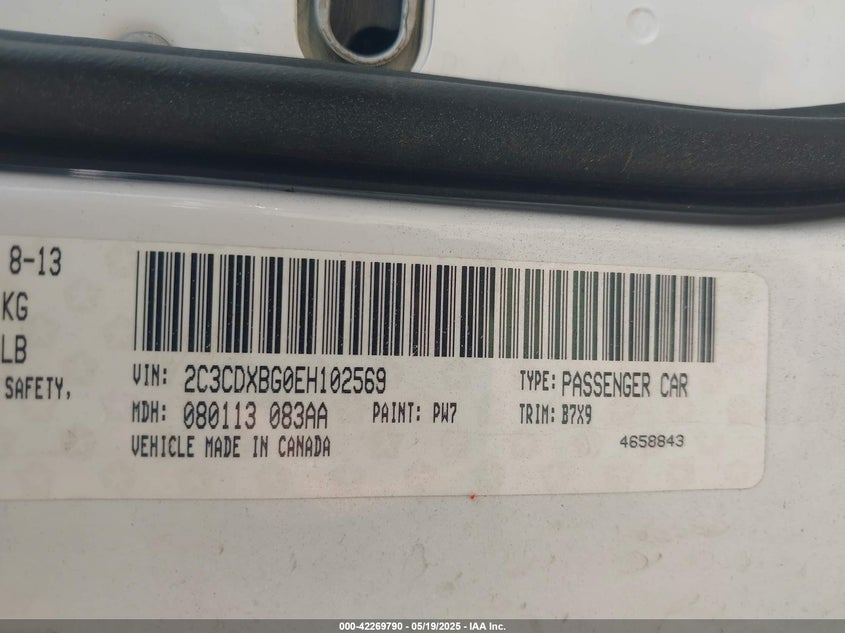 8-13
KG
LB
SAFETY,
VIN: 2C3CDXBG0EH102569 TYPE: PASSENGER CAR
MDH: 080113 083AA PAINT: PW7 TRIM: B7X9
VEHICLE MADE IN CANADA 4658843
000-42269790 - 05/19/2025 - IAA Inc.